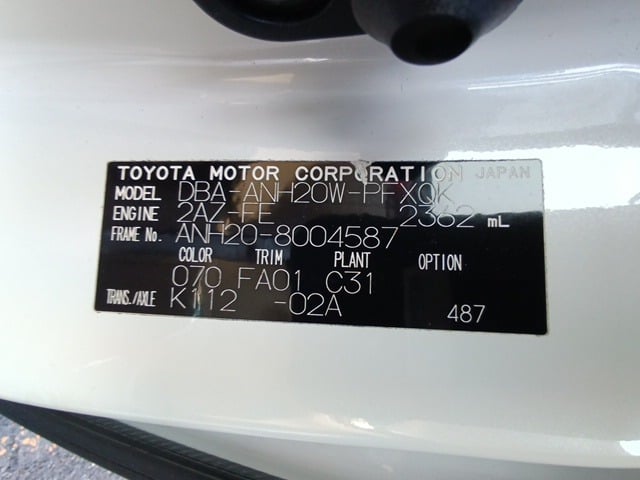 TOYOTA MOTOR CORPORATION JAPAN
MODEL DBA-ANH20W-PFXQK
ENGINE 2AZ-FE 2362 mL
FRAME No. ANH20-8004587
COLOR TRIM PLANT OPTION
070 FA01 C31
TRANS./AXLE K112 -02A 487